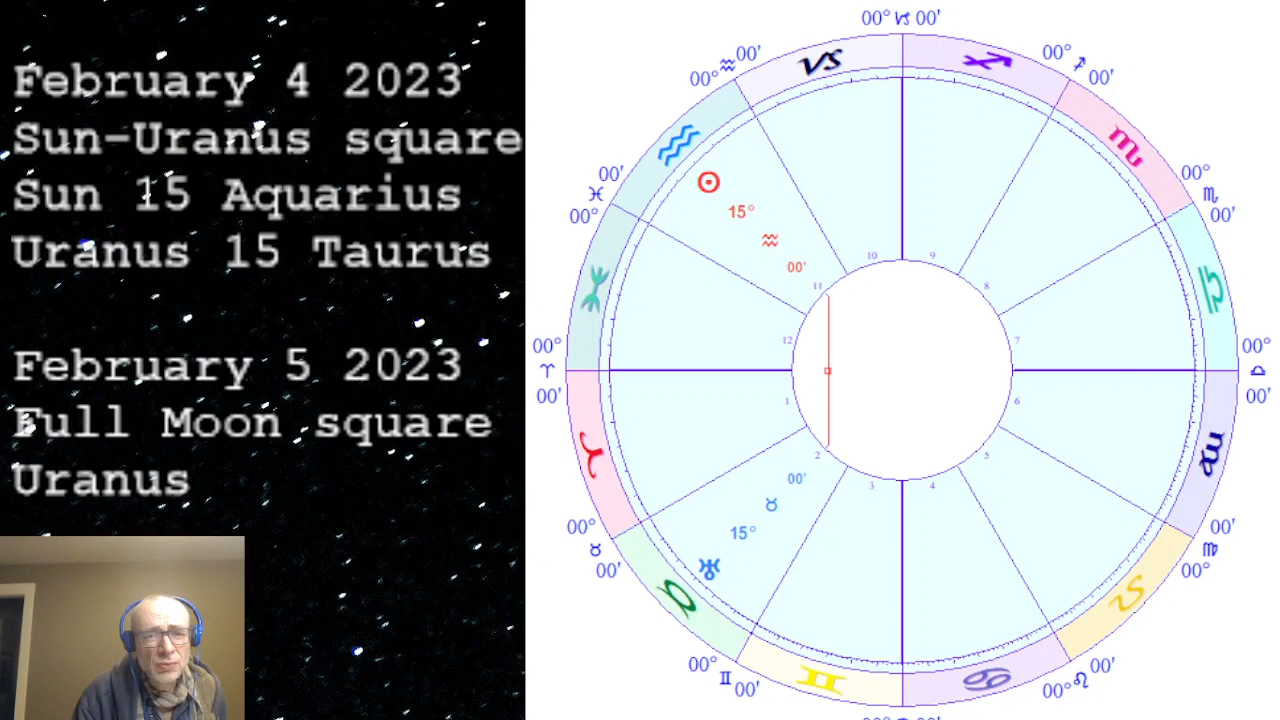 February 4 2023
Sun-Uranus square
Sun 15 Aquarius
Uranus 15 Taurus
February 5 2023
Full Moon square
Uranus
00° ♑ 00'
00° ♒ 00'
00° ♐ 00'
00' ♓ 00°
00° ♏ 00'
00° ♈ 00'
00° ♎ 00'
00° ♉ 00'
00' ♍ 00°
00° ♊ 00'
00° ♌ 00'
♑
♐
♒
♏
♓
♎
♈
♍
♉
♌
♊
♋
☉
15°
♒
00'
00'
♉
15°
♅
10
9
11
8
12
7
1
6
2
5
3
4